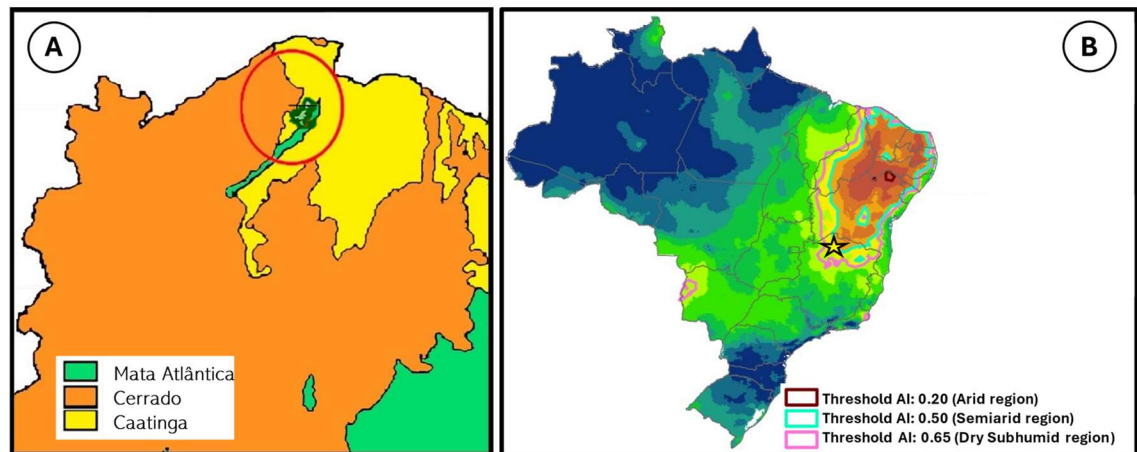 A
Mata Atlântica
Cerrado
Caatinga
B
Threshold AI: 0.20 (Arid region)
Threshold AI: 0.50 (Semiarid region)
Threshold AI: 0.65 (Dry Subhumid region)